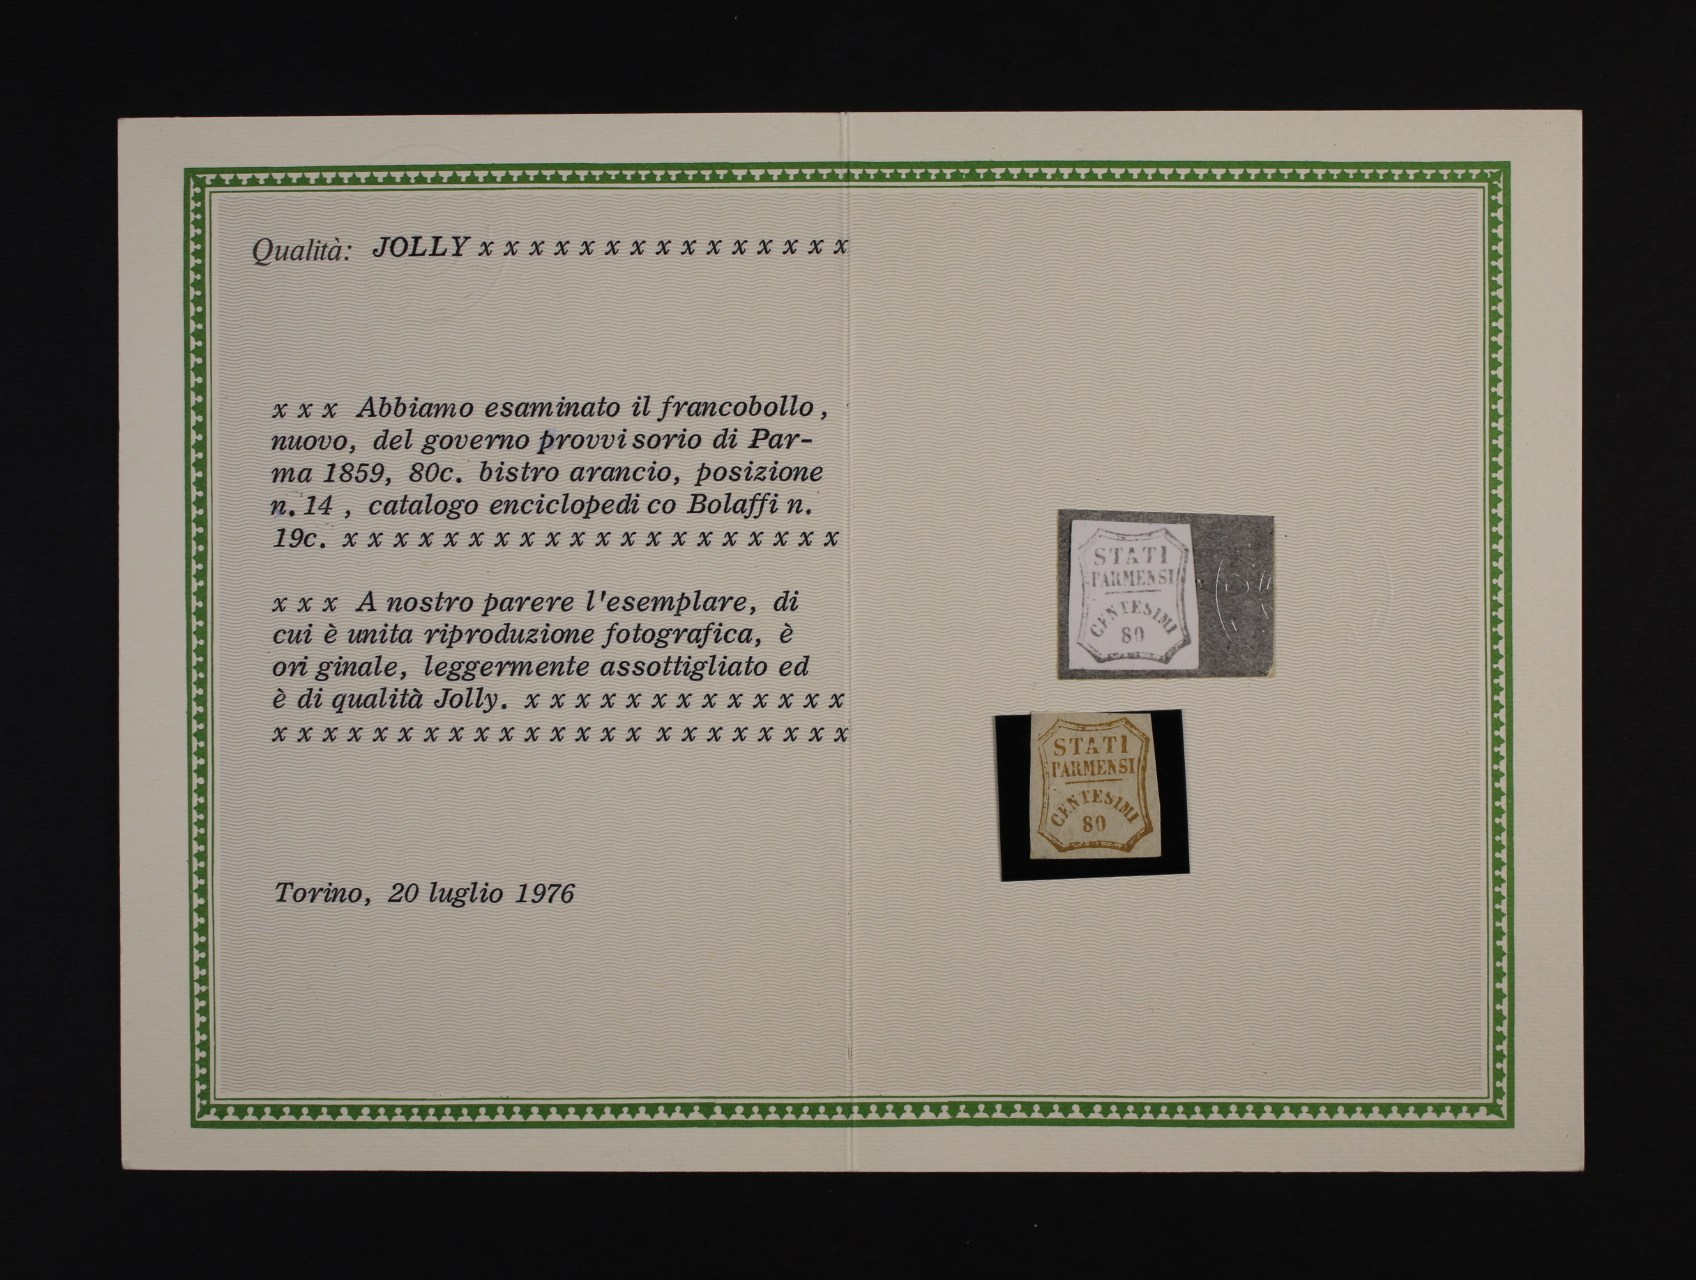 Qualità: JOLLY x x x x x x x x x x x x x x x
x x x Abbiamo esaminato il francobollo,
nuovo, del governo provvisorio di Par-
ma 1859, 80c. bistro arancio, posizione
n.14, catalogo enciclopedico Bolaffi n.
19c. x x x x x x x x x x x x x x x x x x x x
x x x A nostro parere l'esemplare, di
cui è unita riproduzione fotografica, è
originale, leggermente assottigliato ed
è di qualità Jolly. x x x x x x x x x x x x x
x x x x x x x x x x x x x x x x x x x x x x x
Torino, 20 luglio 1976
STATI
PARMENSI
CENTESIMI
80
STATI
PARMENSI
CENTESIMI
80